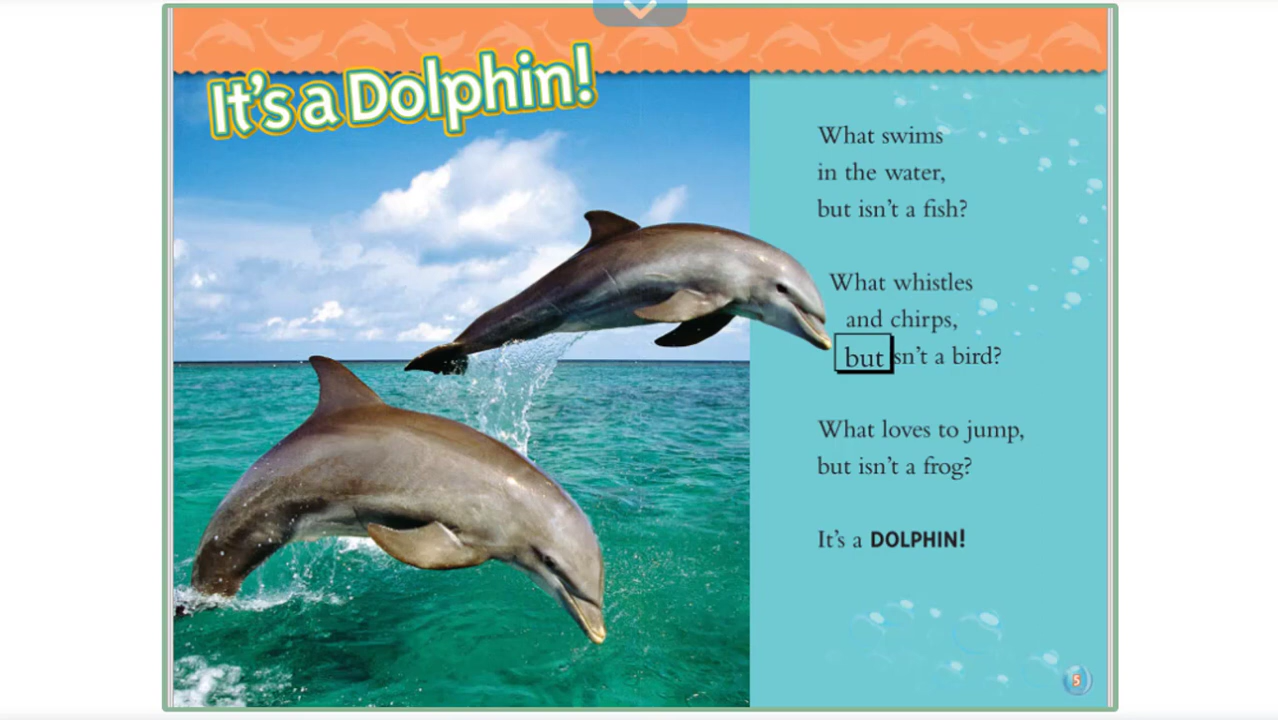 It's a Dolphin!
What swims
in the water,
but isn't a fish?
What whistles
and chirps,
but sn't a bird?
What loves to jump,
but isn't a frog?
It's a DOLPHIN!
5